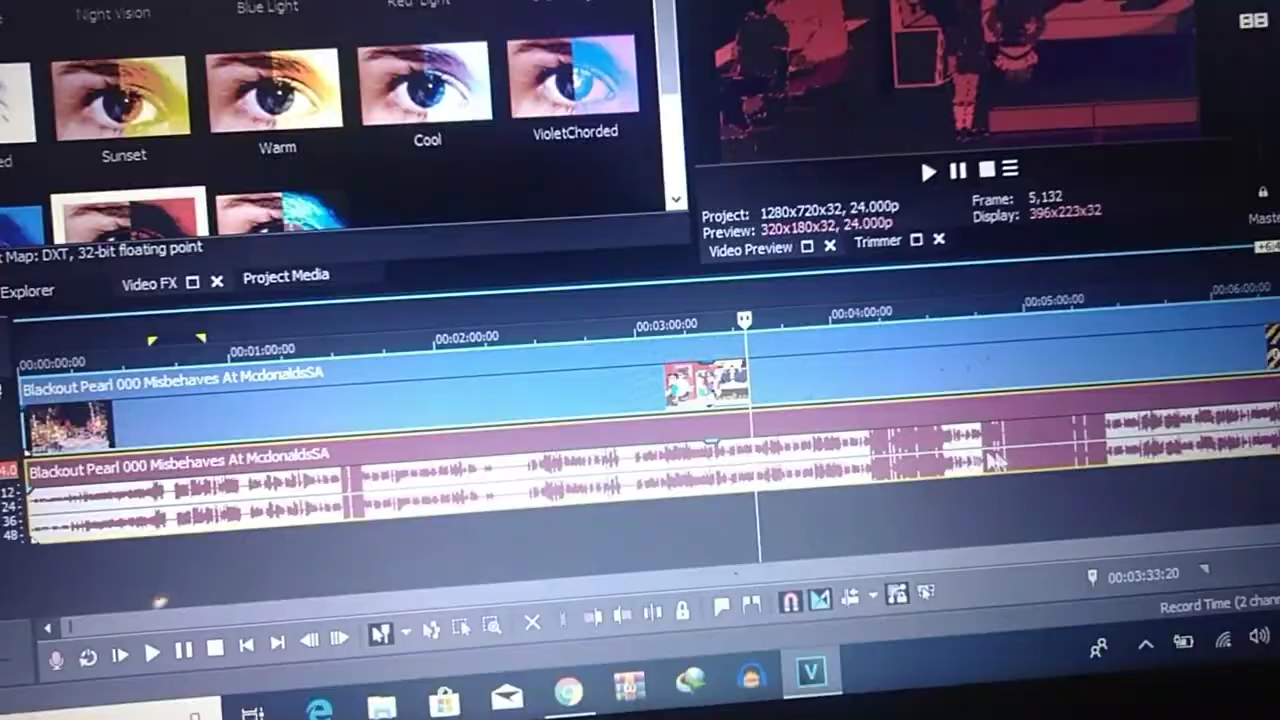 Night Vision
Blue Light
Red Light
Sunset
Warm
Cool
VioletChorded
Map: DXT, 32-bit floating point
Explorer
Video FX
Project Media
Project: 1280x720x32, 24.000p
Preview: 320x180x32, 24.000p
Video Preview
Trimmer
Frame: 5,132
Display: 396x223x32
00:00:00:00
00:01:00:00
00:02:00:00
00:03:00:00
00:04:00:00
00:05:00:00
00:06:00:00
Blackout Pearl 000 Misbehaves At McdonaldsSA
Blackout Pearl 000 Misbehaves At McdonaldsSA
12-
24-
36-
48-
00:03:33:20
Record Time (2 chan
V